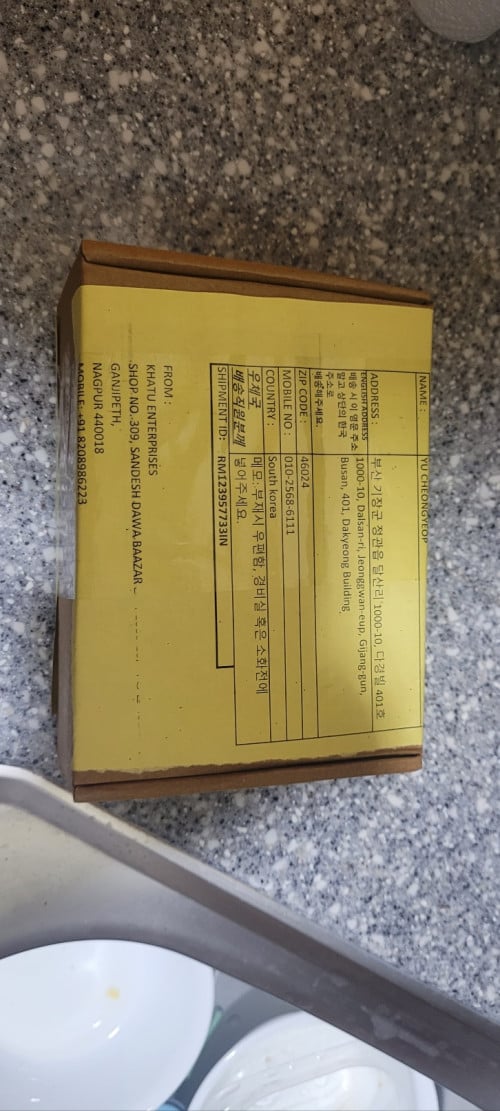 NAME : YU CHEONGYEOP
ADDRESS 부산 기장군 정관읍 달산리 1000-10, 다경빌 401호
ENGLISH ADDRESS 1000-10, Dalsan-ri, Jeonggwan-eup, Gijang-gun,
배송 시 이 영문 주소 Busan, 401, Dakyeong Building
말고 상단의 한국
주소로
배송해주세요.
ZIP CODE : 46024
MOBILE NO : 010-2568-6111
COUNTRY : South korea
우체국 메모:부재시 우편함, 경비실 혹은 소화전에
배송직원분께 넣어주세요.
SHIPMENT ID: RM123957733IN
FROM :
KHATU ENTERPRISES
SHOP NO. 309, SANDESH DAWA BAAZAR
GANJIPETH,
NAGPUR 440018
MOBILE: +91 8208986223